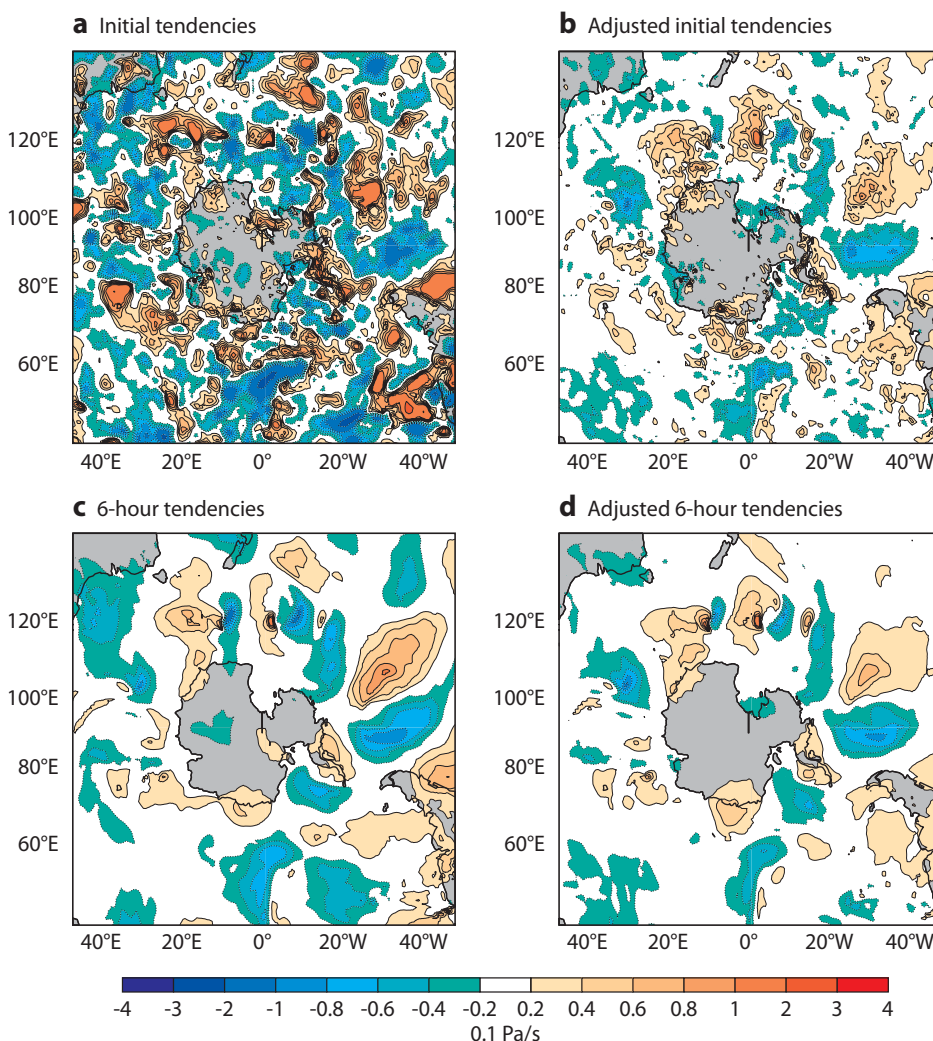 a Initial tendencies
b Adjusted initial tendencies
120°E
100°E
80°E
60°E
40°E 20°E 0° 20°W 40°W
120°E
100°E
80°E
60°E
40°E 20°E 0° 20°W 40°W
c 6-hour tendencies
d Adjusted 6-hour tendencies
120°E
100°E
80°E
60°E
40°E 20°E 0° 20°W 40°W
120°E
100°E
80°E
60°E
40°E 20°E 0° 20°W 40°W
-4 -3 -2 -1 -0.8 -0.6 -0.4 -0.2 0.2 0.4 0.6 0.8 1 2 3 4
0.1 Pa/s